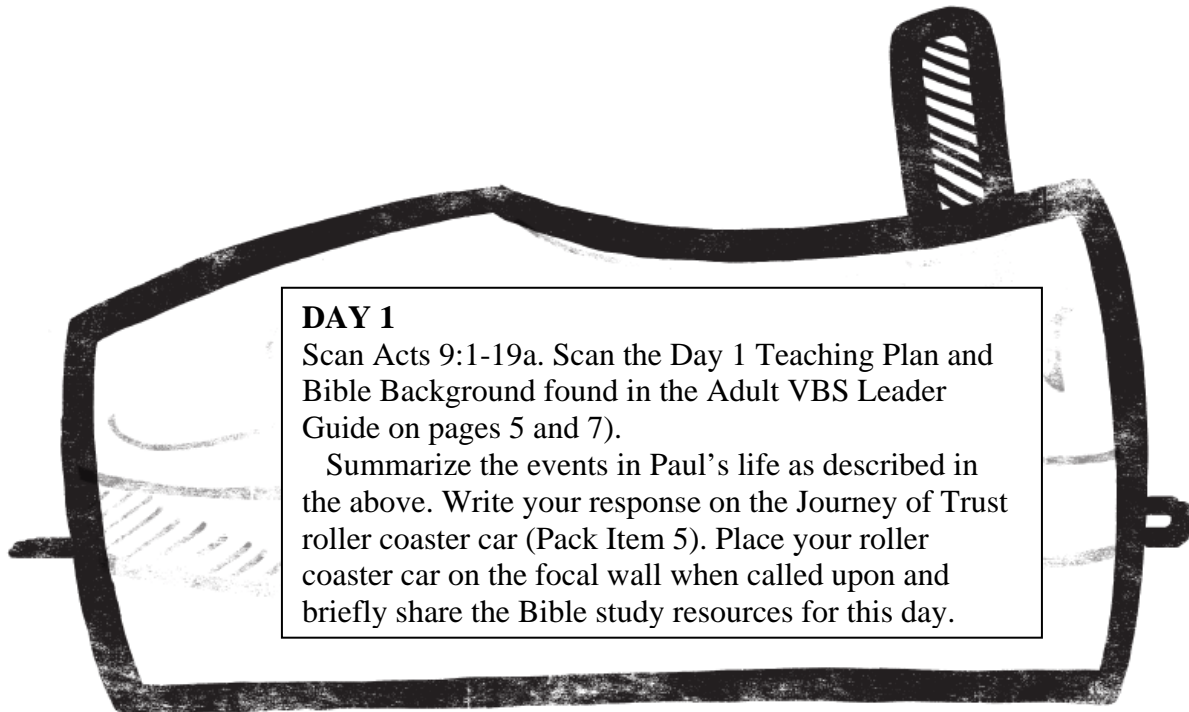 DAY 1
Scan Acts 9:1-19a. Scan the Day 1 Teaching Plan and
Bible Background found in the Adult VBS Leader
Guide on pages 5 and 7).
Summarize the events in Paul’s life as described in
the above. Write your response on the Journey of Trust
roller coaster car (Pack Item 5). Place your roller
coaster car on the focal wall when called upon and
briefly share the Bible study resources for this day.